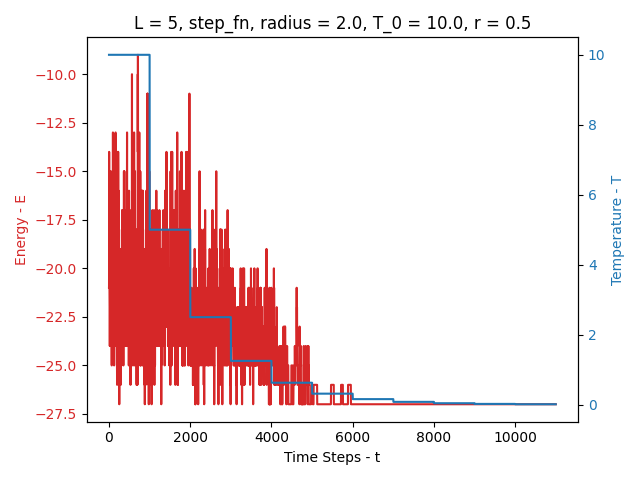 L = 5, step_fn, radius = 2.0, T_0 = 10.0, r = 0.5
−10.0
−12.5
−15.0
−17.5
−20.0
−22.5
−25.0
−27.5
Energy - E
10
8
6
4
2
0
Temperature - T
0 2000 4000 6000 8000 10000
Time Steps - t